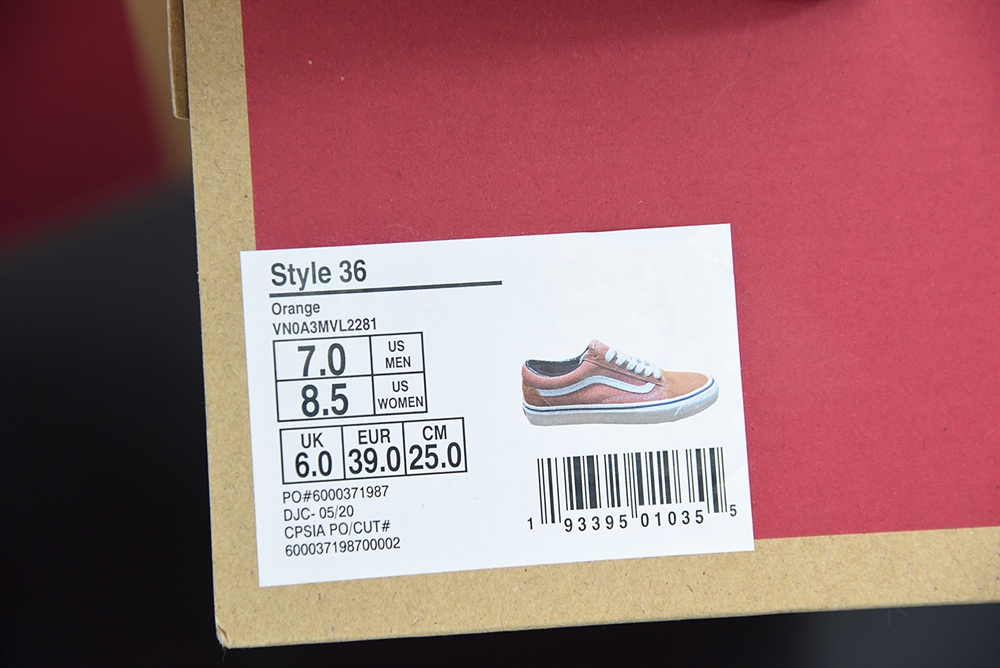 Style 36
Orange
VN0A3MVL2281
7.0 US MEN
8.5 US WOMEN
UK EUR CM
6.0 39.0 25.0
PO#6000371987
DJC- 05/20
CPSIA PO/CUT#
600037198700002
1 93395 01035 5